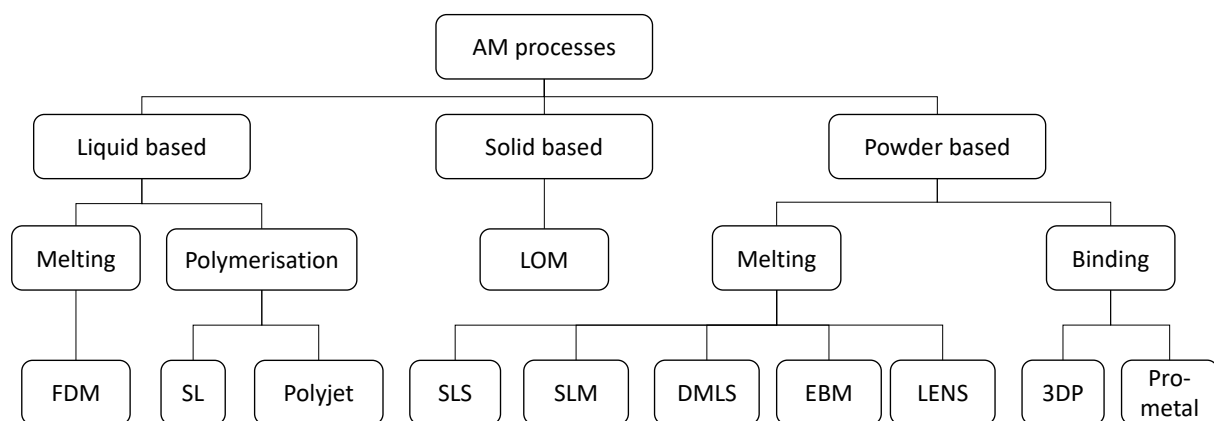 AM processes
Liquid based
Solid based
Powder based
Melting
Polymerisation
LOM
Melting
Binding
FDM
SL
Polyjet
SLS
SLM
DMLS
EBM
LENS
3DP
Pro-
metal